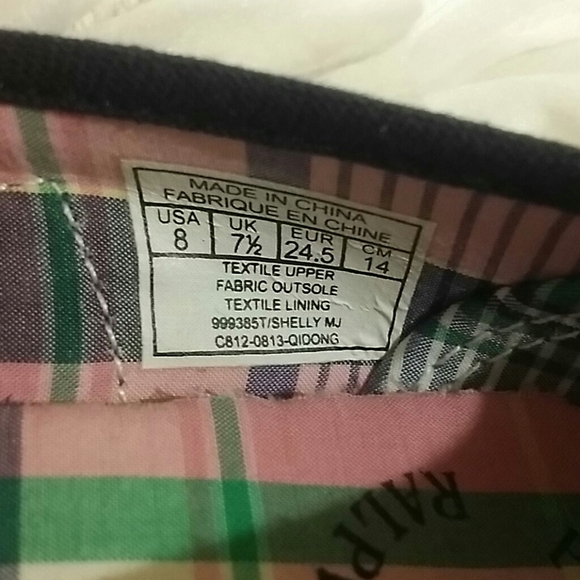 MADE IN CHINA
FABRIQUE EN CHINE
USA UK EUR CM
8 7½ 24.5 14
TEXTILE UPPER
FABRIC OUTSOLE
TEXTILE LINING
999385T/SHELLY MJ
C812-0813-QIDONG
RALP